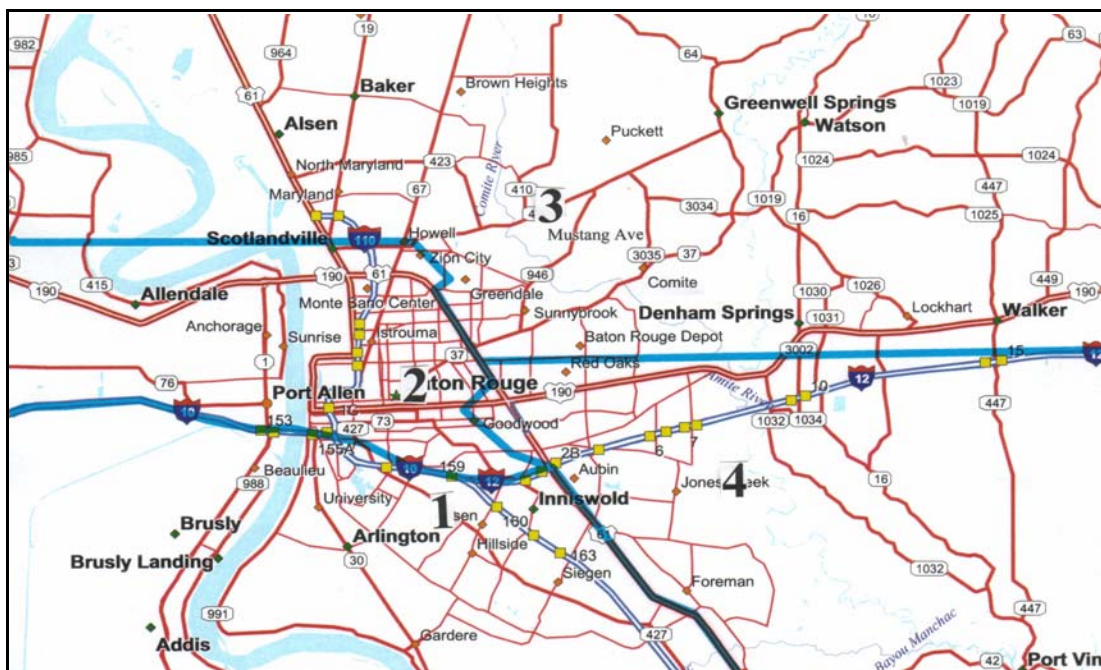 982
19
964
64
63
1023
61
Baker
Brown Heights
1019
Greenwell Springs
Watson
Alsen
Puckett
985
North Maryland
423
Comite River
1024
1024
Maryland
67
410
3
447
3034
1019
16
1025
Scotlandville
110
Howell
Mustang Ave
Zion City
3035
37
190
61
946
449
415
190
Allendale
Greendale
Comite
1030
1026
190
Anchorage
Sunrise
Istrouma
Sunnybrook
Denham Springs
1031
Lockhart
Walker
1
Baton Rouge Depot
37
3002
15
Red Oaks
76
2
12
Port Allen
190
10
10
Goodwood
73
153
427
1032
1034
155A
447
7
2B
6
159
10
12
Aubin
Beaulieu
988
University
1
4
16
Inniswold
160
Brusly
Arlington
61
Hillside
163
Brusly Landing
30
Siegen
Foreman
1032
991
Addis
427
447
Gardere
Bayou Manchac
42